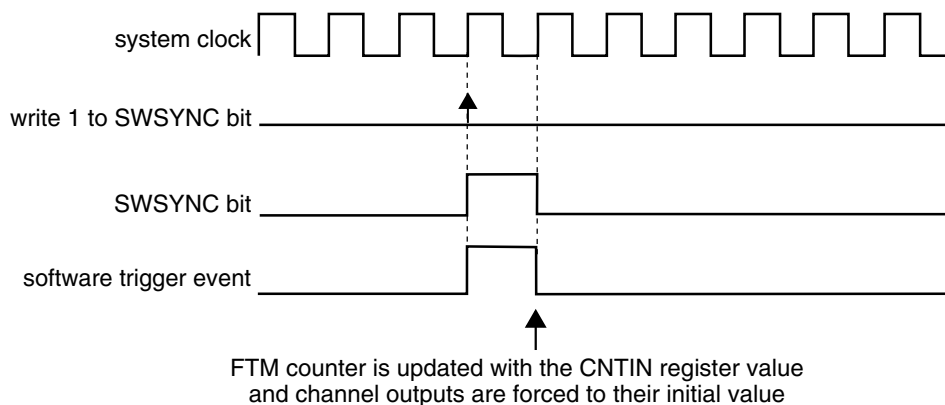 system clock
write 1 to SWSYNC bit
SWSYNC bit
software trigger event
FTM counter is updated with the CNTIN register value
and channel outputs are forced to their initial value